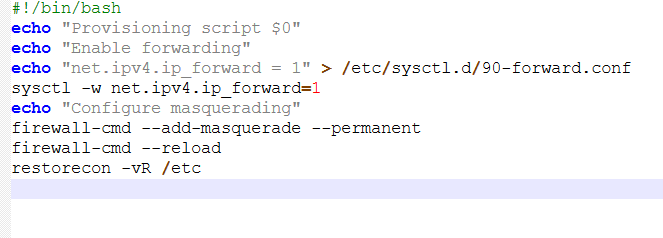 #!/bin/bash
echo "Provisioning script $0"
echo "Enable forwarding"
echo "net.ipv4.ip_forward = 1" > /etc/sysctl.d/90-forward.conf
sysctl -w net.ipv4.ip_forward=1
echo "Configure masquerading"
firewall-cmd --add-masquerade --permanent
firewall-cmd --reload
restorecon -vR /etc